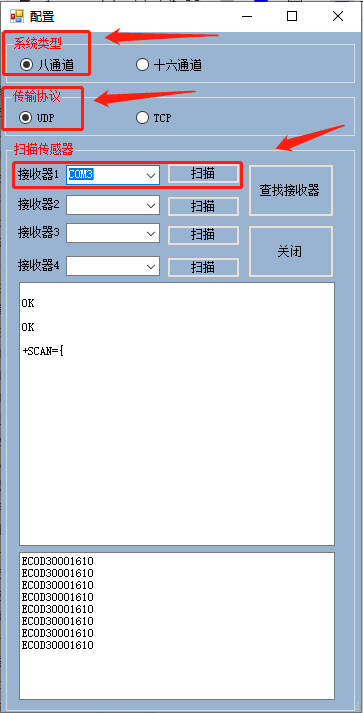 配置
系统类型
八通道 十六通道
传输协议
UDP TCP
扫描传感器
接收器1 COM3 扫描
查找接收器
接收器2 扫描
接收器3 扫描
关闭
接收器4 扫描
OK
OK
+SCAN={
ECOD30001610
ECOD30001610
ECOD30001610
ECOD30001610
ECOD30001610
ECOD30001610
ECOD30001610
ECOD30001610